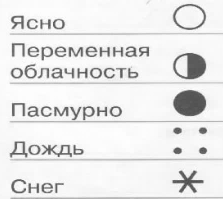 Ясно
Переменная
облачность
Пасмурно
Дождь
Снег